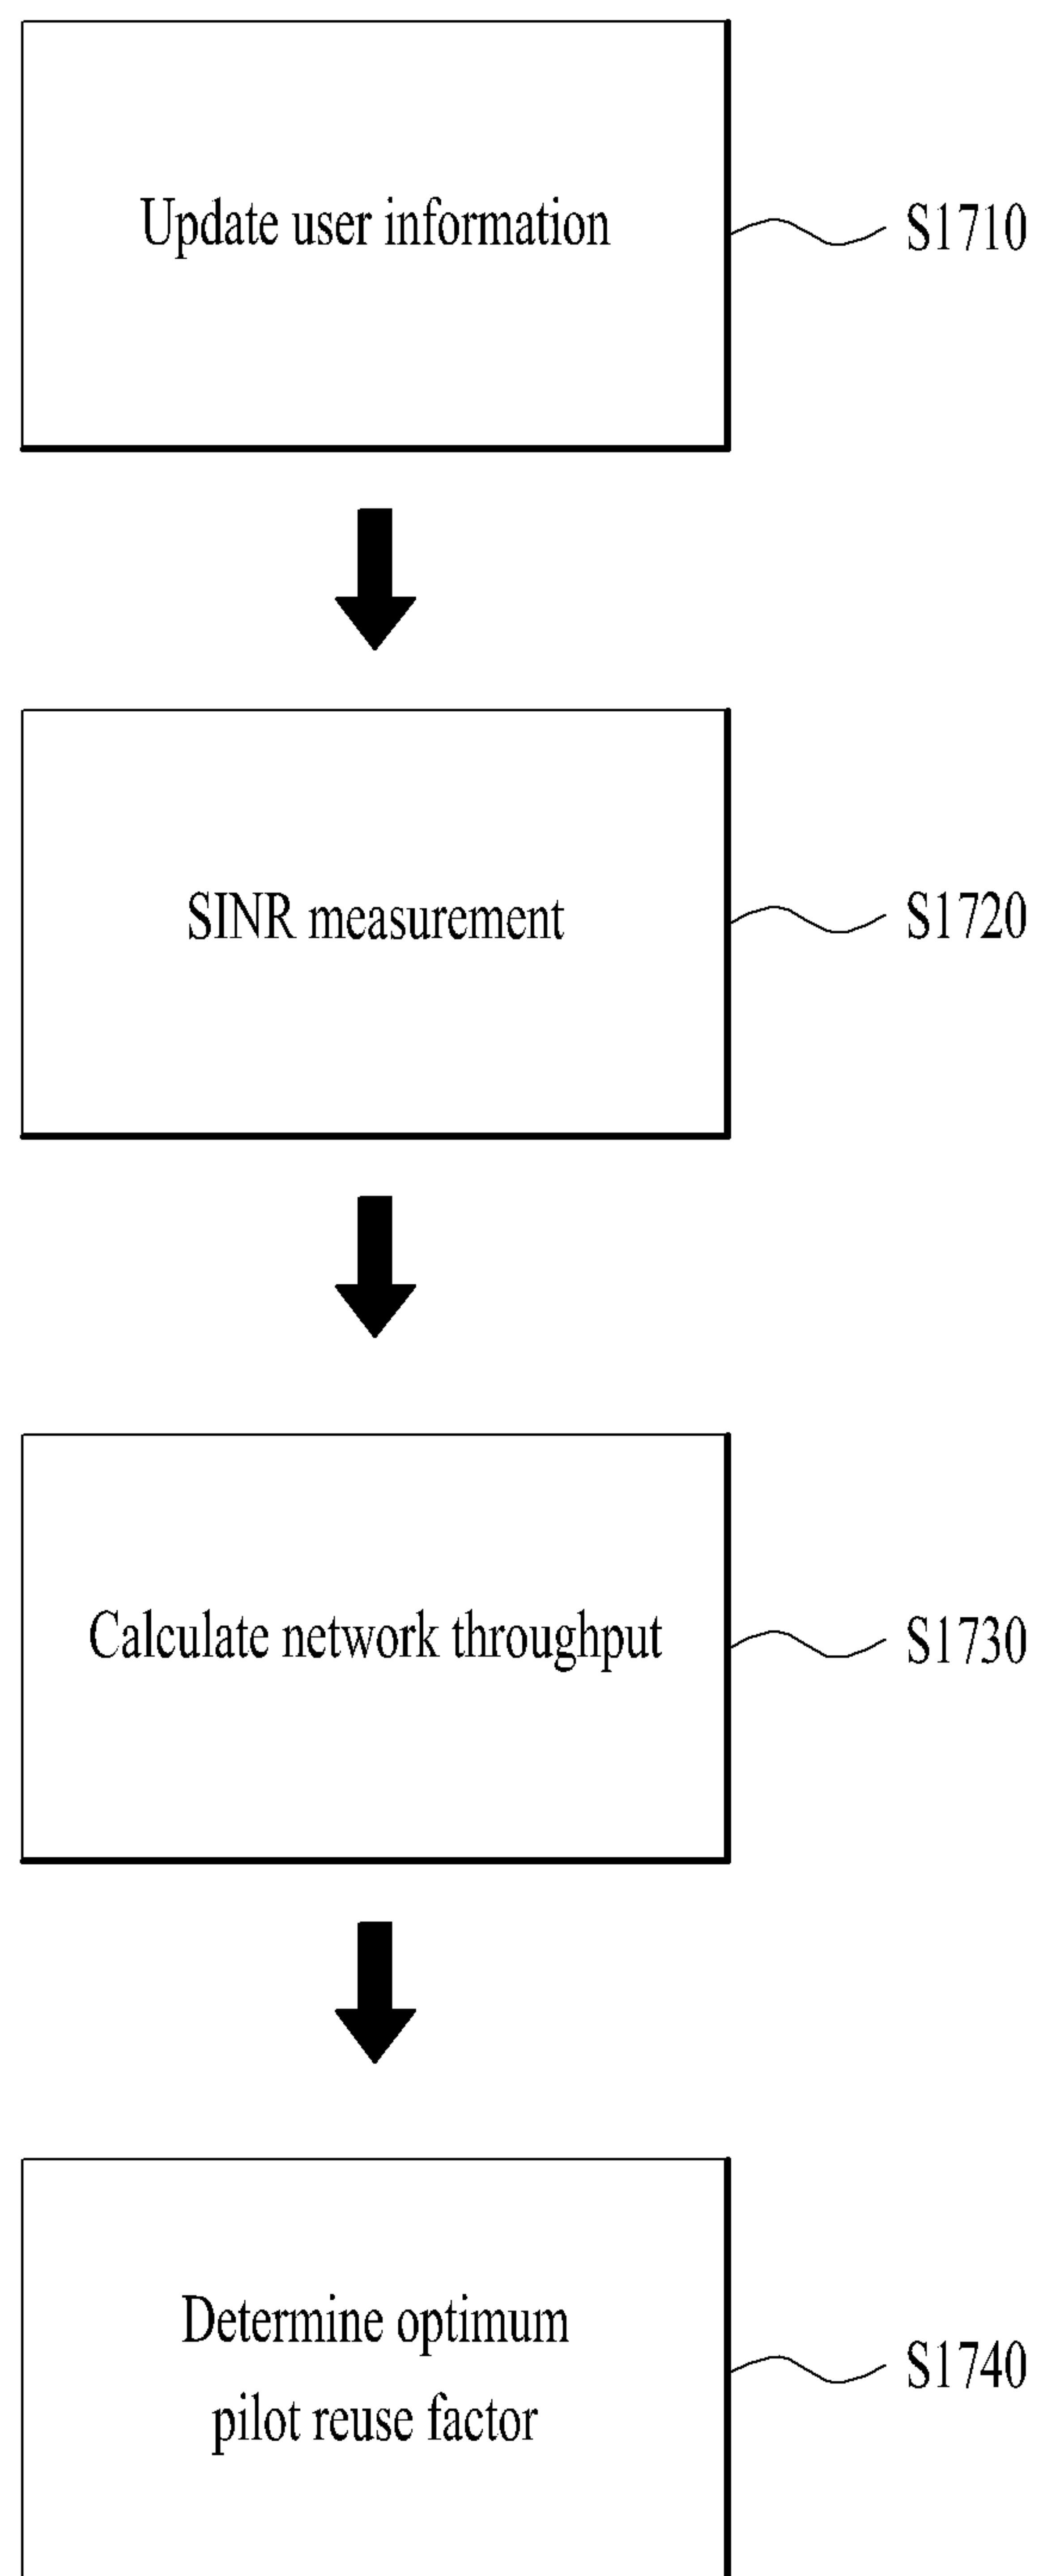 Update user information
S1710
SINR measurement
S1720
Calculate network throughput
S1730
Determine optimum
pilot reuse factor
S1740